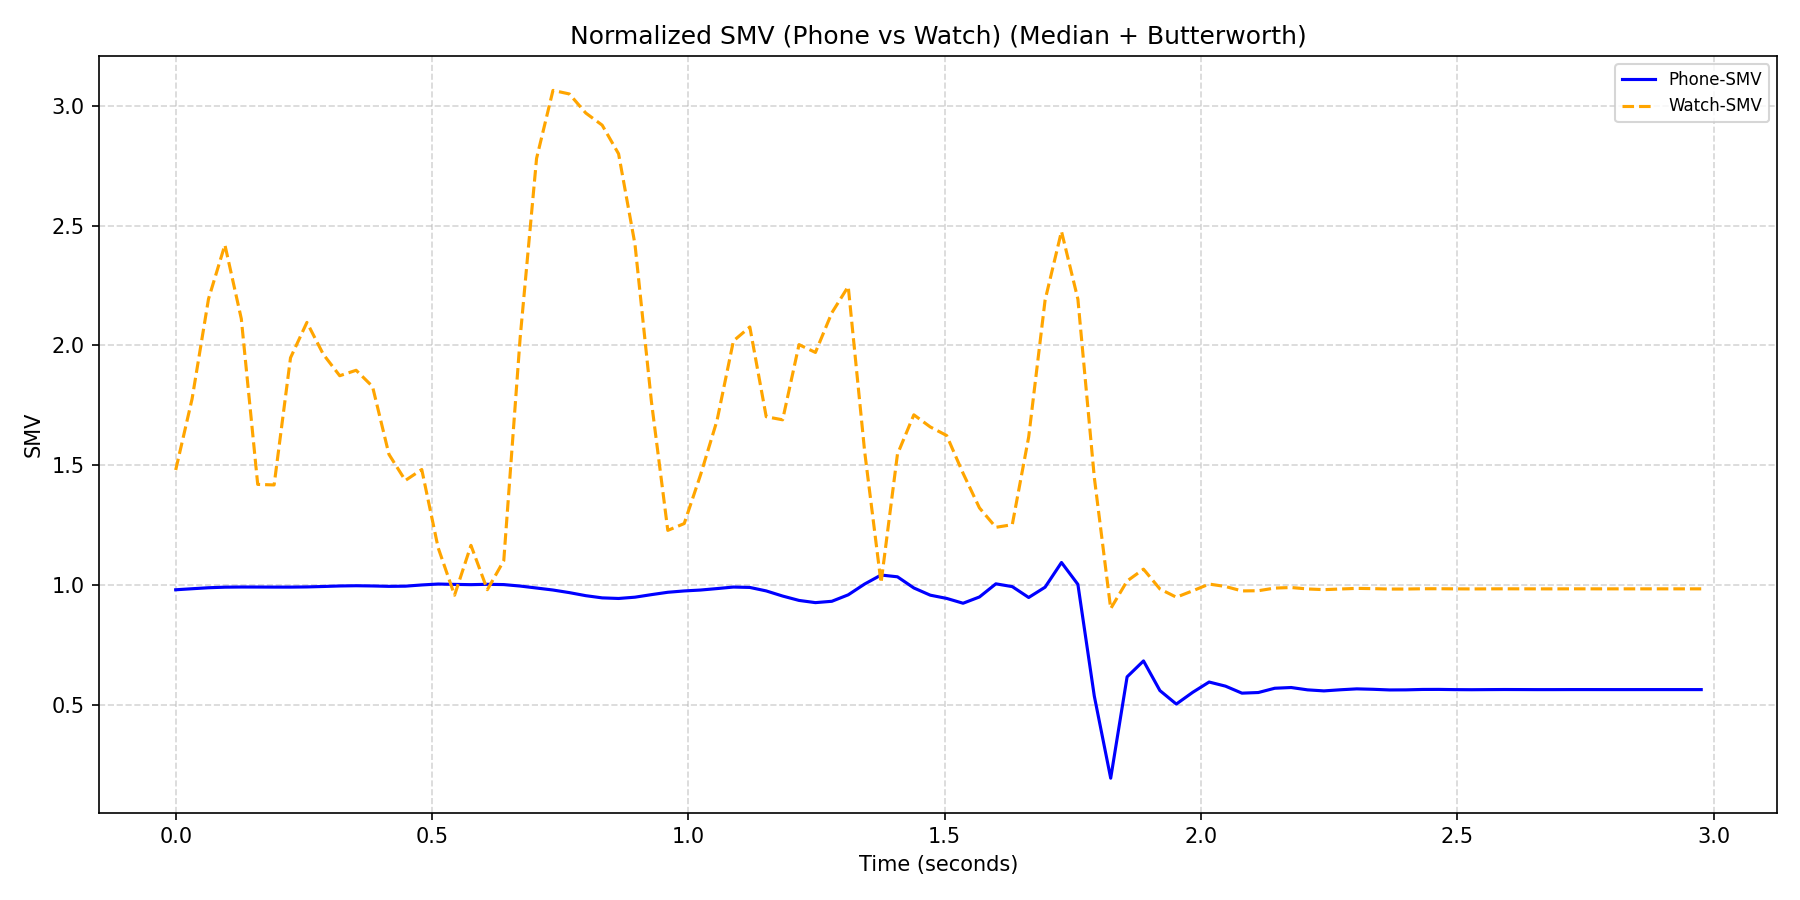 Normalized SMV (Phone vs Watch) (Median + Butterworth)
Phone-SMV
Watch-SMV
3.0
2.5
2.0
1.5
1.0
0.5
SMV
0.0 0.5 1.0 1.5 2.0 2.5 3.0
Time (seconds)